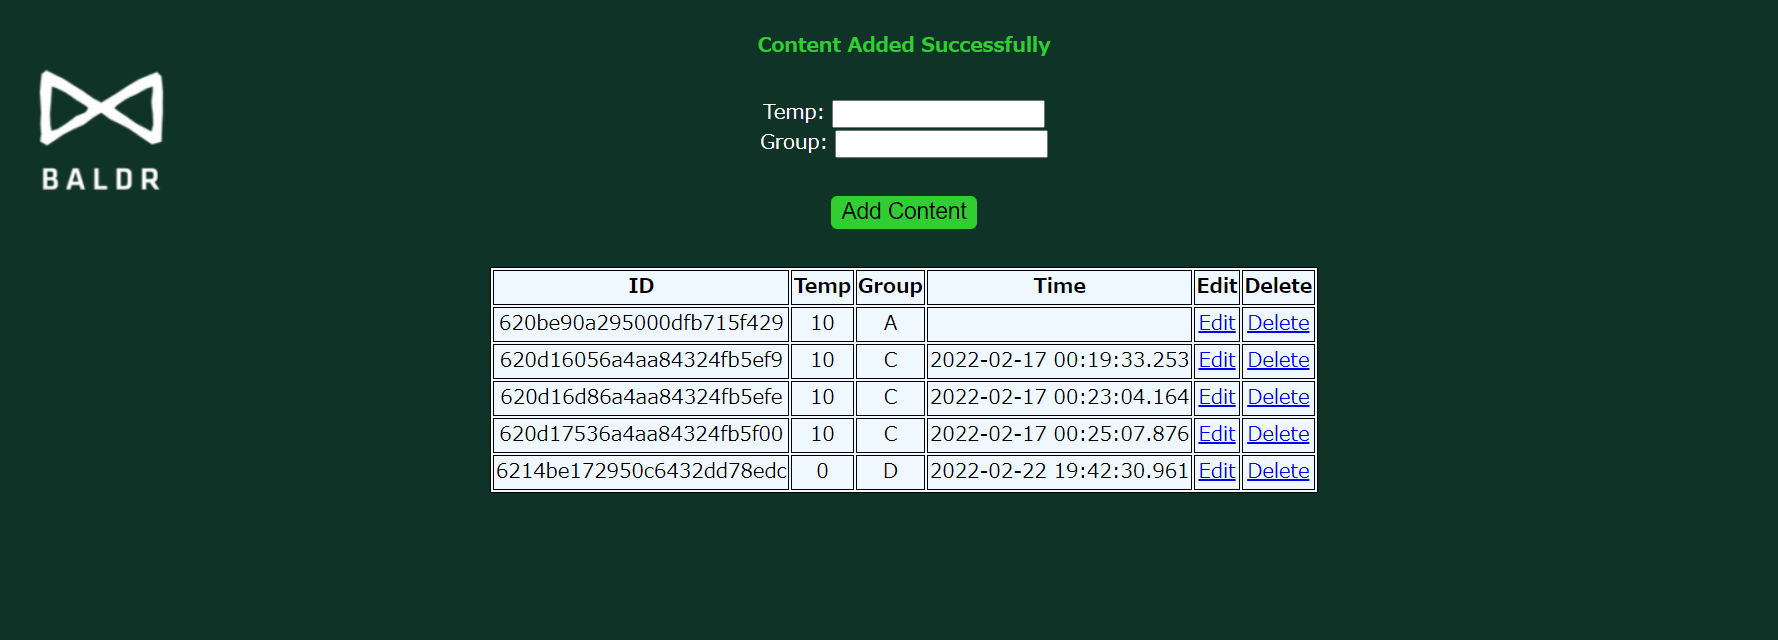 Content Added Successfully
BALDR
Temp:
Group:
Add Content
ID Temp Group Time Edit Delete
620be90a295000dfb715f429 10 A Edit Delete
620d16056a4aa84324fb5ef9 10 C 2022-02-17 00:19:33.253 Edit Delete
620d16d86a4aa84324fb5efe 10 C 2022-02-17 00:23:04.164 Edit Delete
620d17536a4aa84324fb5f00 10 C 2022-02-17 00:25:07.876 Edit Delete
6214be172950c6432dd78edc 0 D 2022-02-22 19:42:30.961 Edit Delete